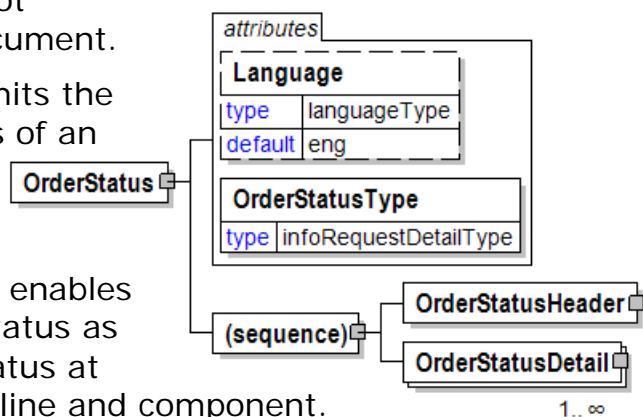 ot
cument.
nits the
s of an
enables
tatus as
atus at
line and component.
attributes
Language
type languageType
default eng
OrderStatus
OrderStatusType
type infoRequestDetailType
(sequence)
OrderStatusHeader
OrderStatusDetail
1..∞